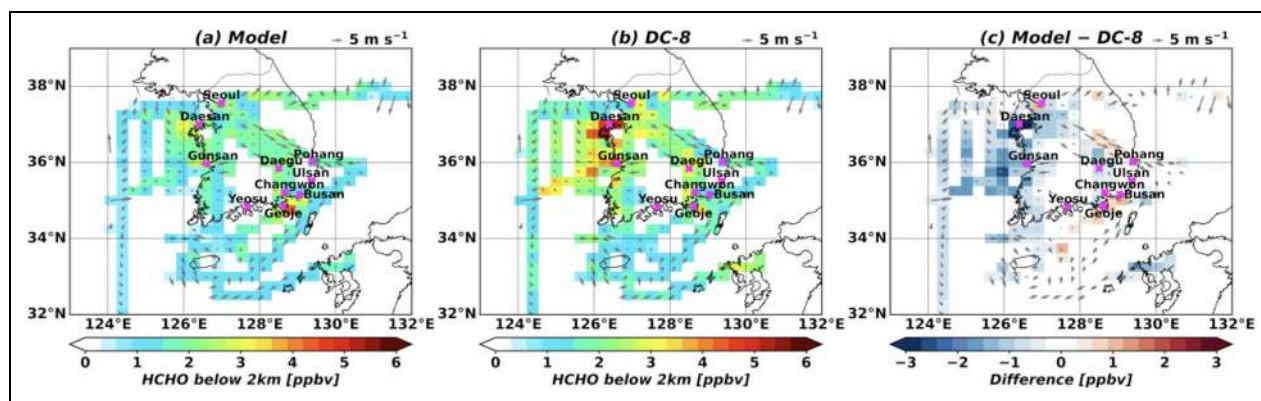 (a) Model
5 m s⁻¹
38°N
36°N
34°N
32°N
Seoul
Daesan
Gunsan
Daegu
Pohang
Ulsan
Changwon
Busan
Yeosu
Geoje
124°E
126°E
128°E
130°E
132°E
0 1 2 3 4 5 6
HCHO below 2km [ppbv]
(b) DC-8
5 m s⁻¹
38°N
36°N
34°N
32°N
Seoul
Daesan
Gunsan
Daegu
Pohang
Ulsan
Changwon
Busan
Yeosu
Geoje
124°E
126°E
128°E
130°E
132°E
0 1 2 3 4 5 6
HCHO below 2km [ppbv]
(c) Model − DC-8
5 m s⁻¹
38°N
36°N
34°N
32°N
Seoul
Daesan
Gunsan
Daegu
Pohang
Ulsan
Changwon
Busan
Yeosu
Geoje
124°E
126°E
128°E
130°E
132°E
−3 −2 −1 0 1 2 3
Difference [ppbv]